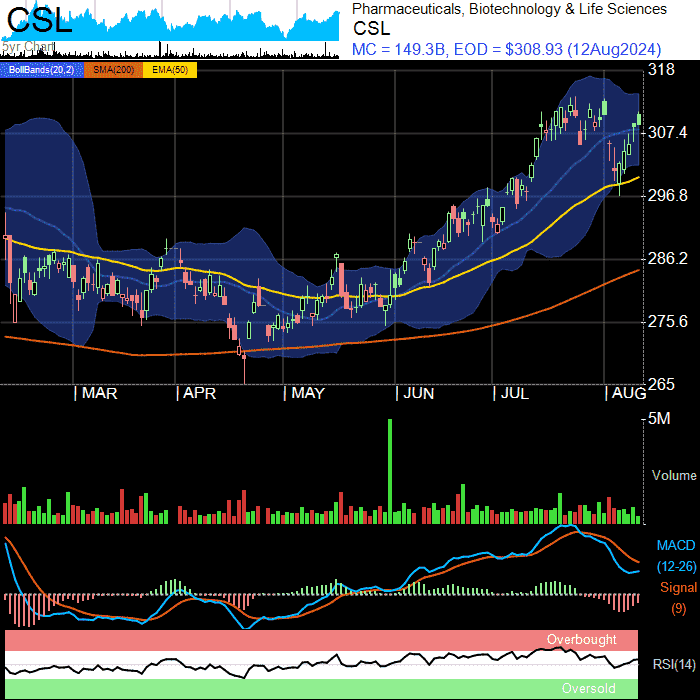 CSL
5yr Chart
Pharmaceuticals, Biotechnology & Life Sciences
CSL
MC = 149.3B, EOD = $308.93 (12Aug2024)
BollBands(20,2) SMA(200) EMA(50)
318
307.4
296.8
286.2
275.6
265
MAR APR MAY JUN JUL AUG
5M
Volume
MACD
(12-26)
Signal
(9)
Overbought
RSI(14)
Oversold